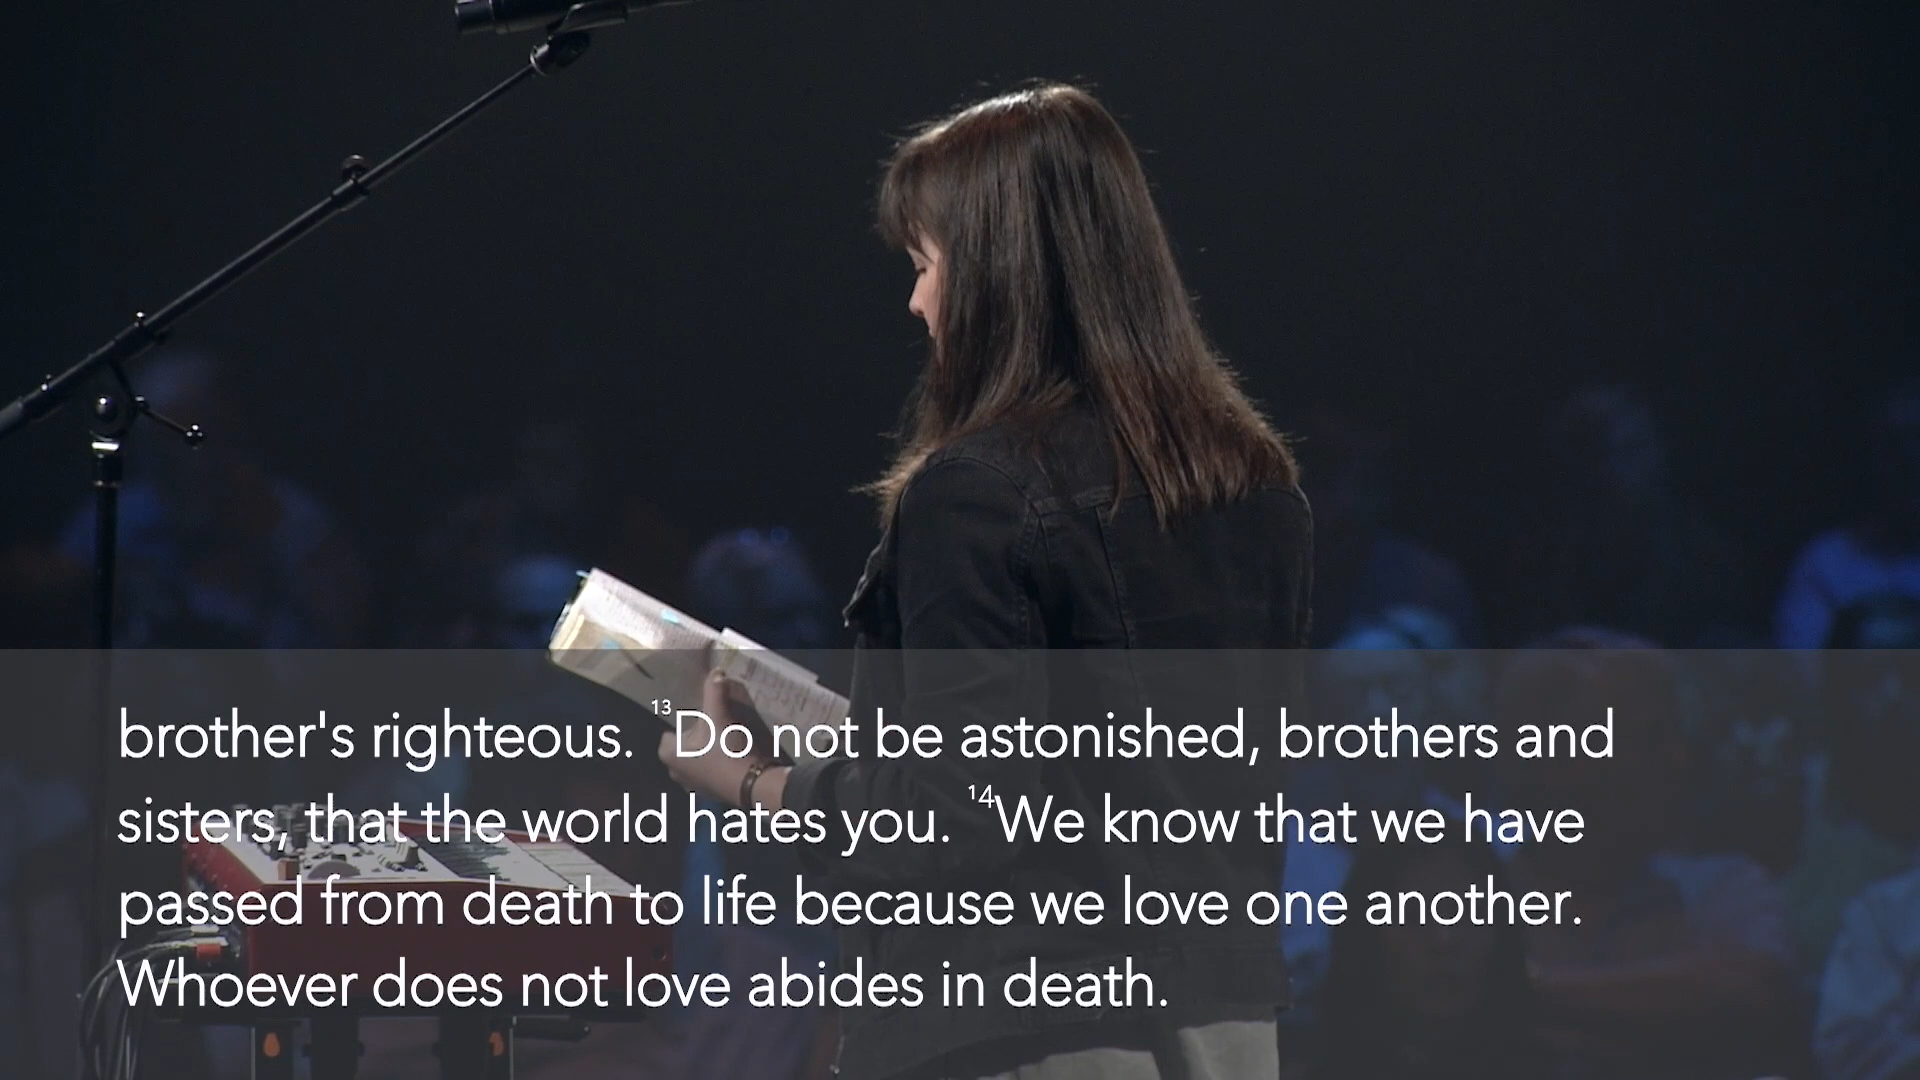 brother's righteous. 13Do not be astonished, brothers and
sisters, that the world hates you. 14We know that we have
passed from death to life because we love one another.
Whoever does not love abides in death.